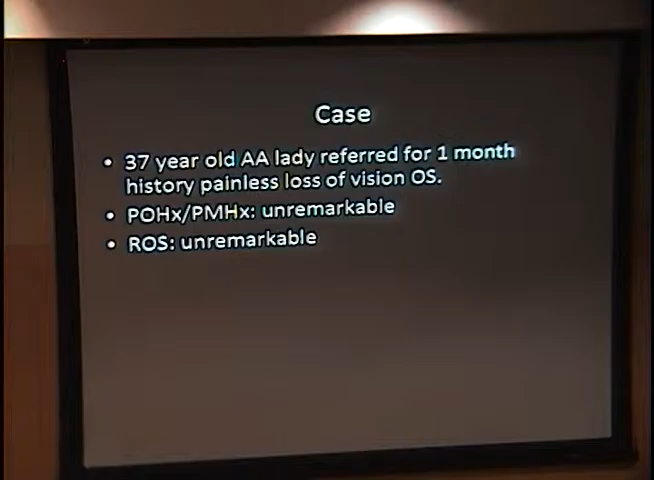 Case
• 37 year old AA lady referred for 1 month
history painless loss of vision OS.
• POHx/PMHx: unremarkable
• ROS: unremarkable